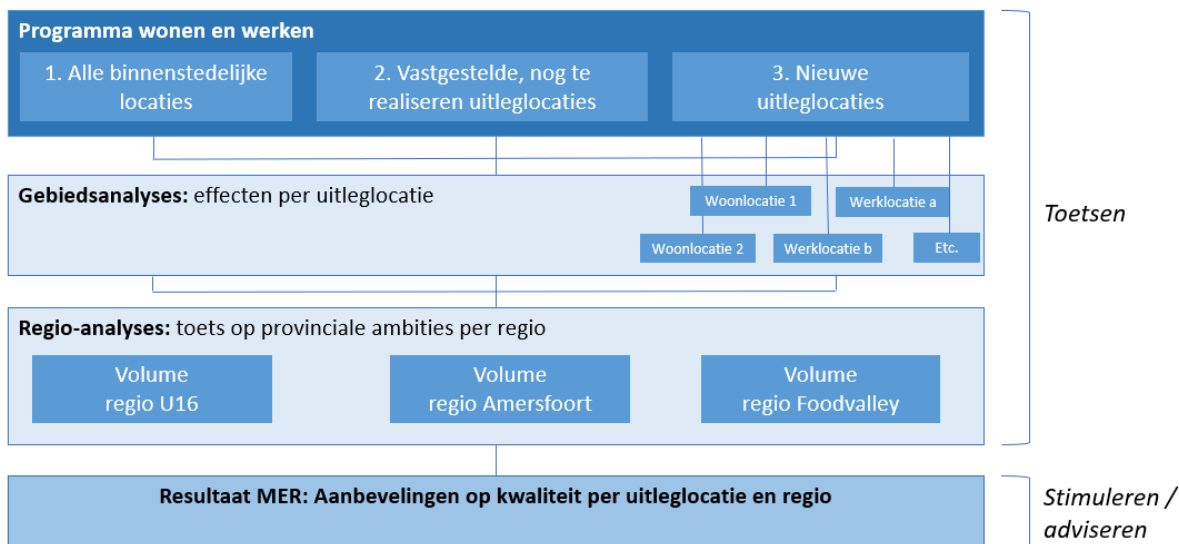 Programma wonen en werken
1. Alle binnenstedelijke
locaties
2. Vastgestelde, nog te
realiseren uitleglocaties
3. Nieuwe
uitleglocaties
Gebiedsanalyses: effecten per uitleglocatie
Woonlocatie 1
Werklocatie a
Woonlocatie 2
Werklocatie b
Etc.
Toetsen
Regio-analyses: toets op provinciale ambities per regio
Volume
regio U16
Volume
regio Amersfoort
Volume
regio Foodvalley
Resultaat MER: Aanbevelingen op kwaliteit per uitleglocatie en regio
Stimuleren /
adviseren